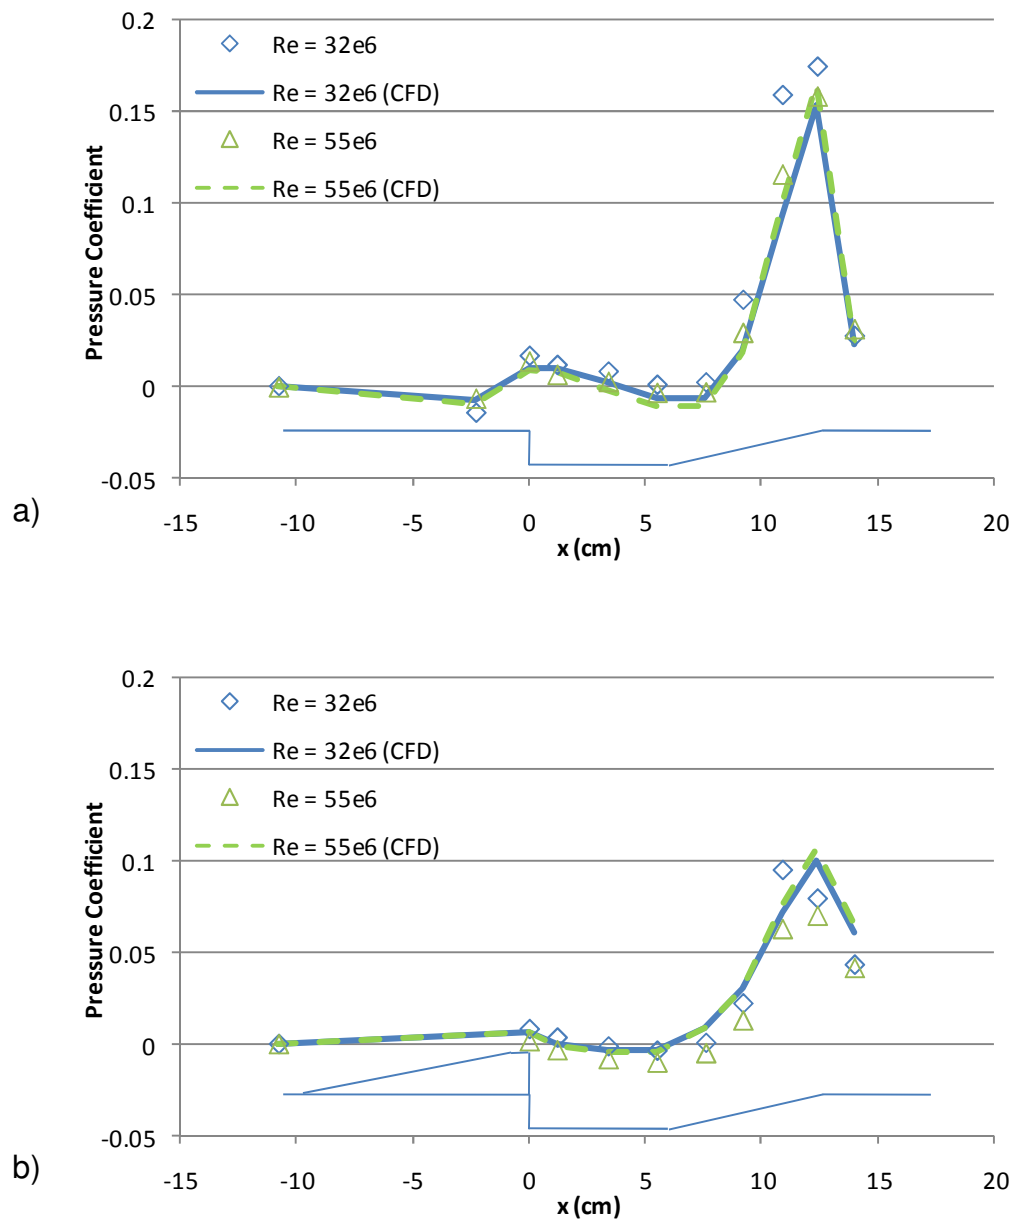 0.2
Re = 32e6
Re = 32e6 (CFD)
0.15
Re = 55e6
Re = 55e6 (CFD)
0.1
Pressure Coefficient
0.05
0
-0.05
a)
-15 -10 -5 0 5 10 15 20
x (cm)
0.2
Re = 32e6
Re = 32e6 (CFD)
0.15
Re = 55e6
Re = 55e6 (CFD)
0.1
Pressure Coefficient
0.05
0
-0.05
b)
-15 -10 -5 0 5 10 15 20
x (cm)